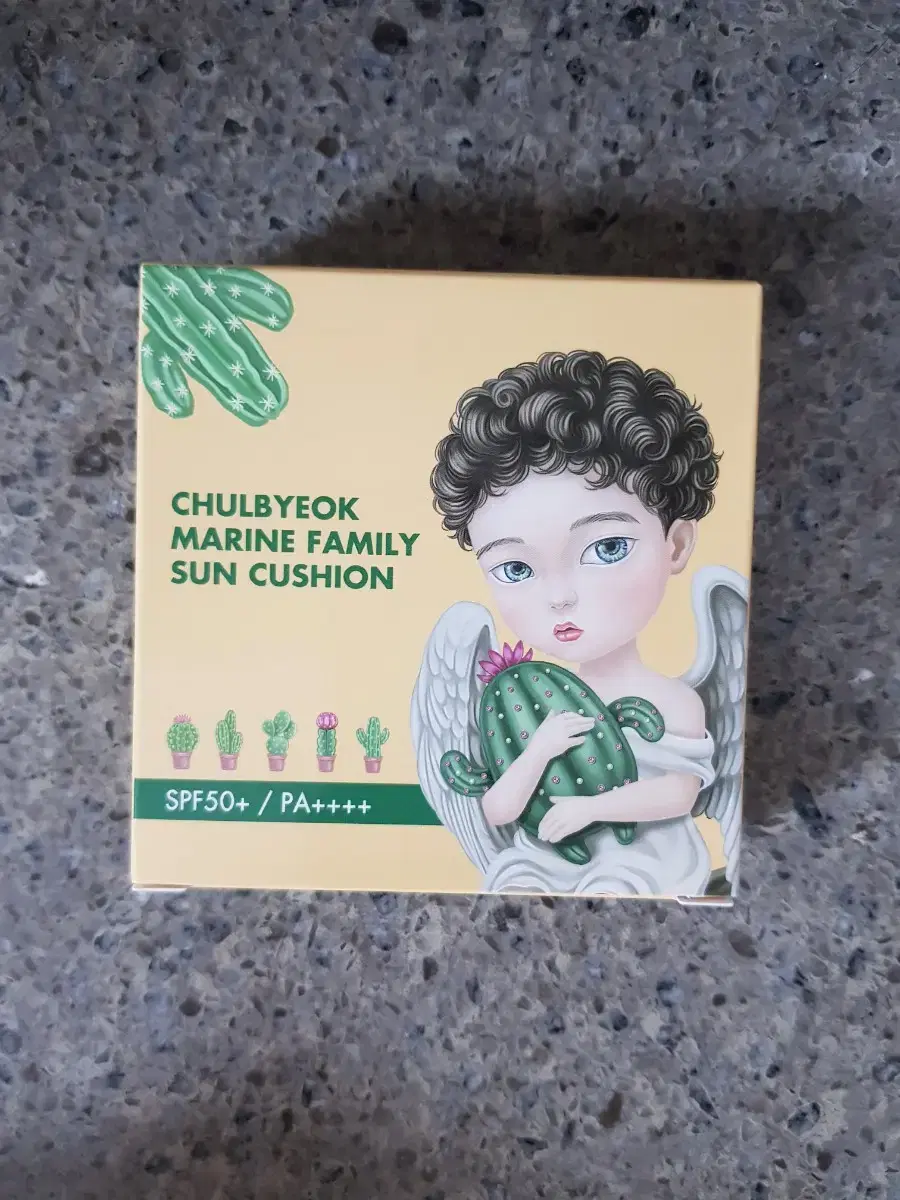 CHULBYEOK
MARINE FAMILY
SUN CUSHION
SPF50+ / PA++++